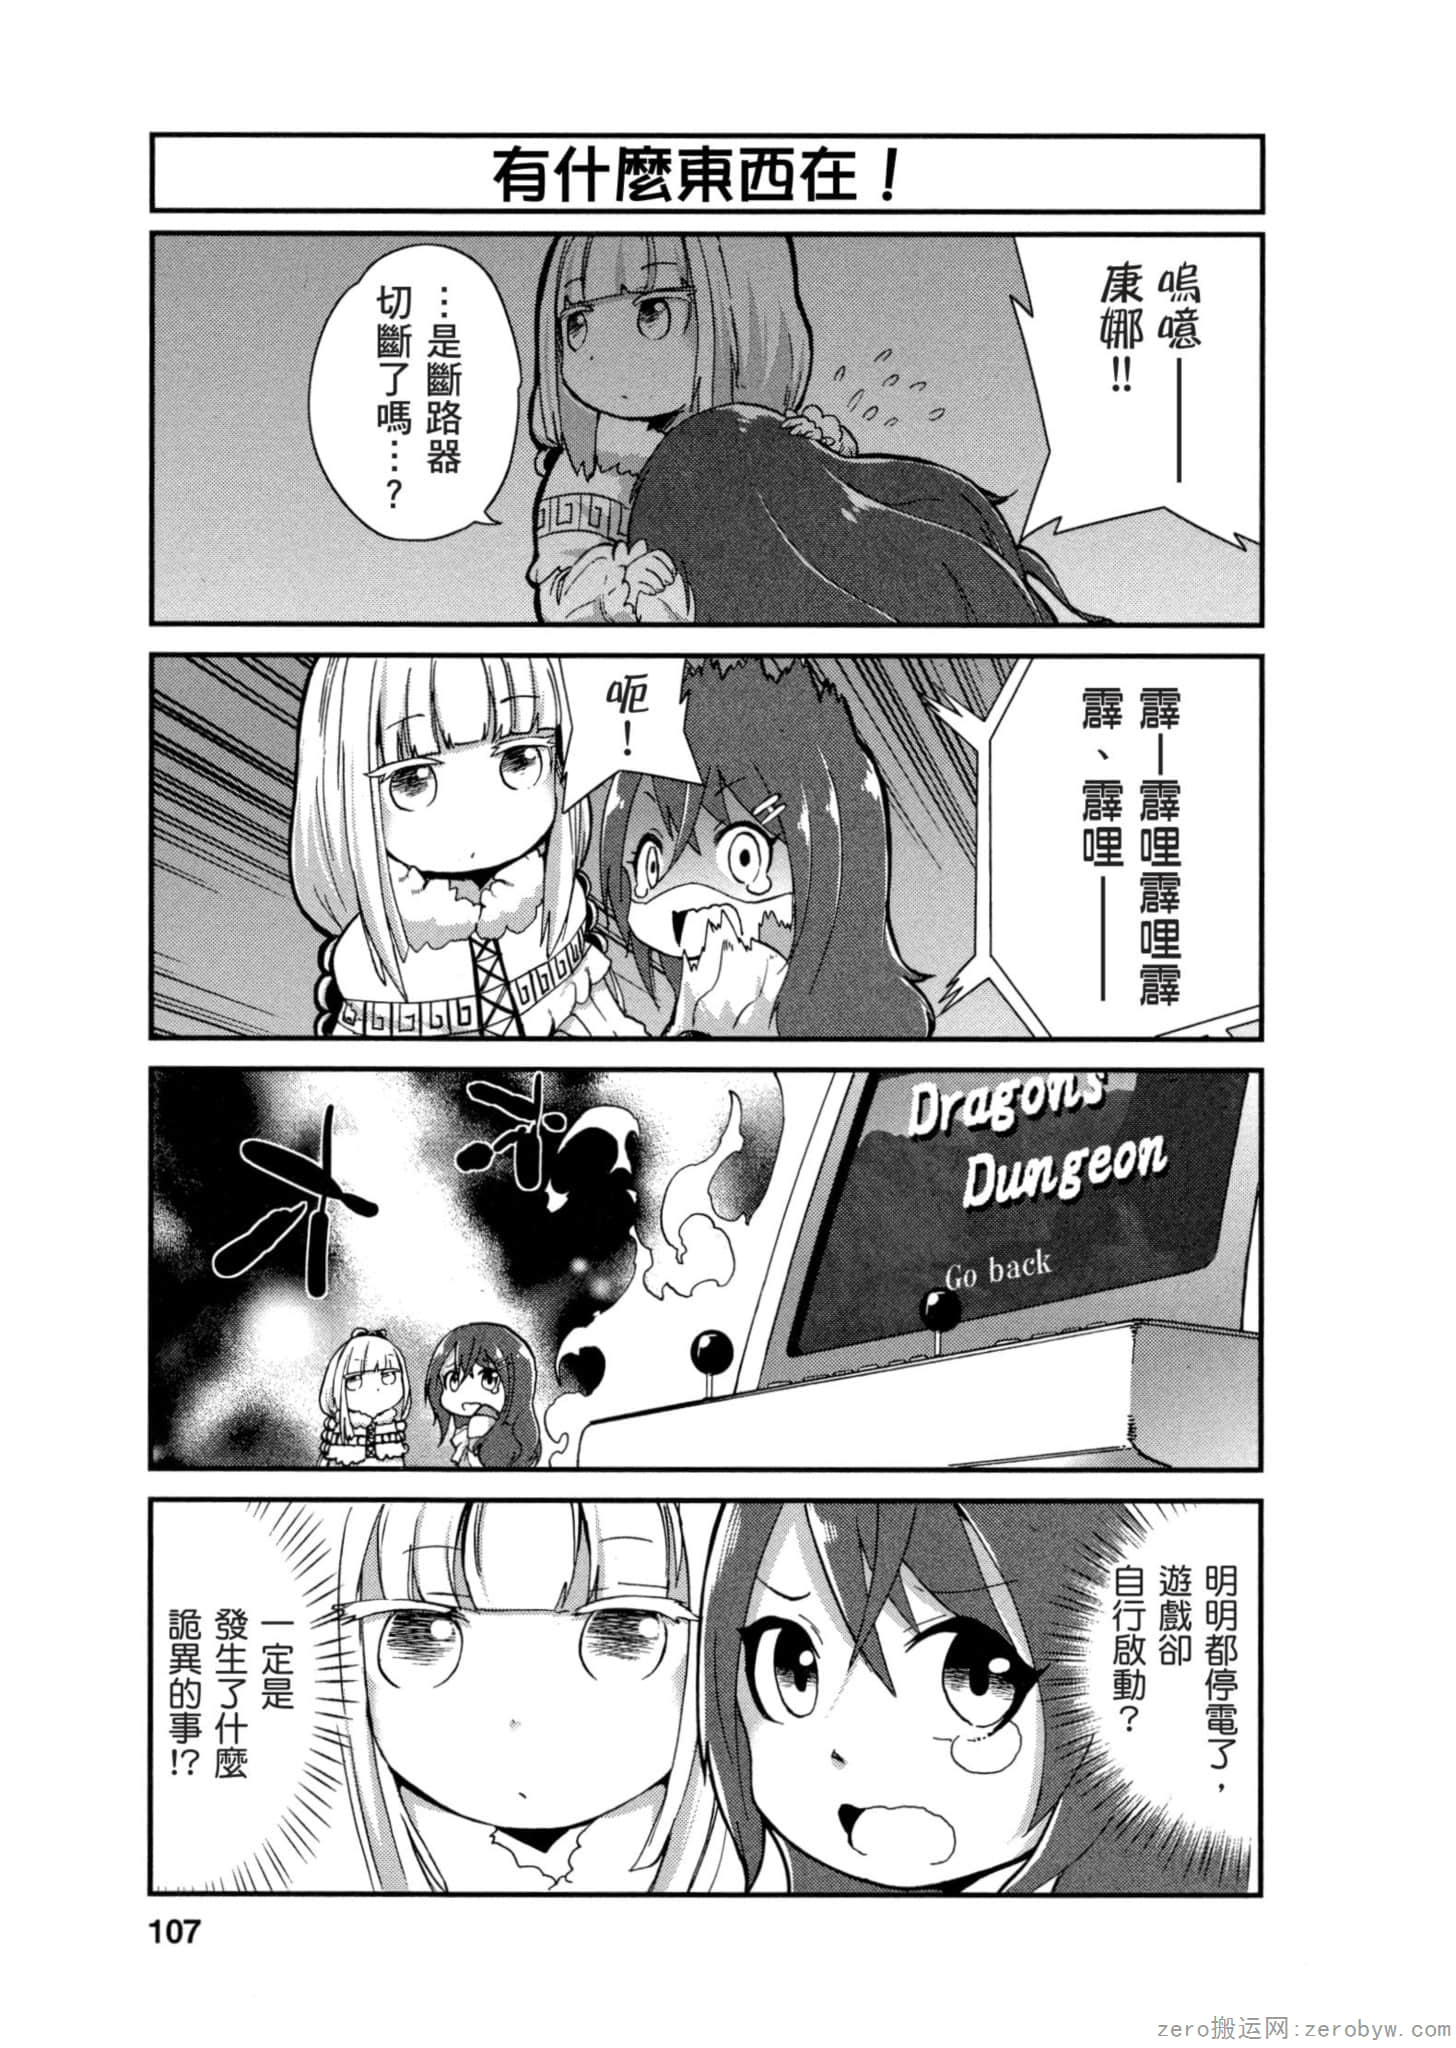 有什麼東西在！
嗚噫——
康娜!!
…是斷路器
切斷了嗎…?
霹—霹哩霹哩霹
霹、霹哩——
呃！
Dragons
Dungeon
Go back
明明都停電了，
遊戲卻
自行啟動？
一定是
發生了什麼
詭異的事!?
107
zero搬运网:zerobyw.com